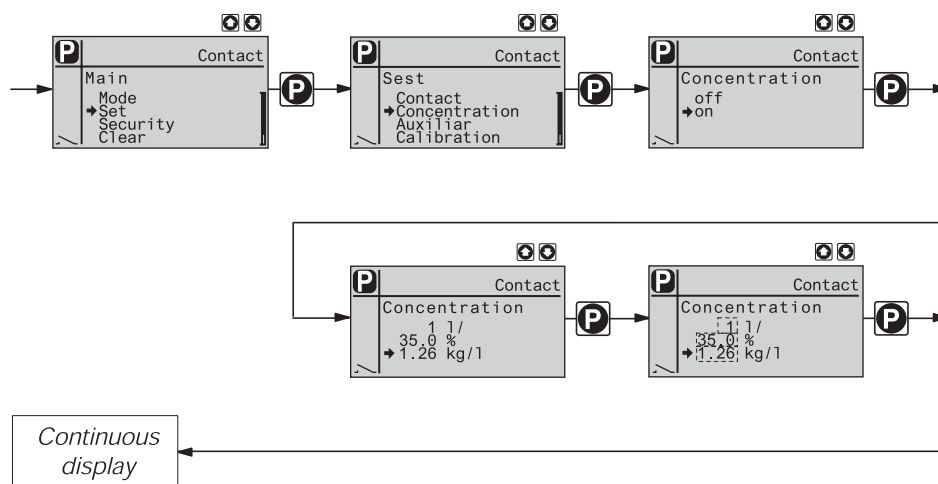 P Contact
Main
Mode
Set
Security
Clear
P
P Contact
Sest
Contact
Concentration
Auxiliar
Calibration
P
P Contact
Concentration
off
on
P
P Contact
Concentration
1 l/
35.0 %
1.26 kg/l
P
P Contact
Concentration
1 l/
35.0 %
1.26 kg/l
P
Continuous
display